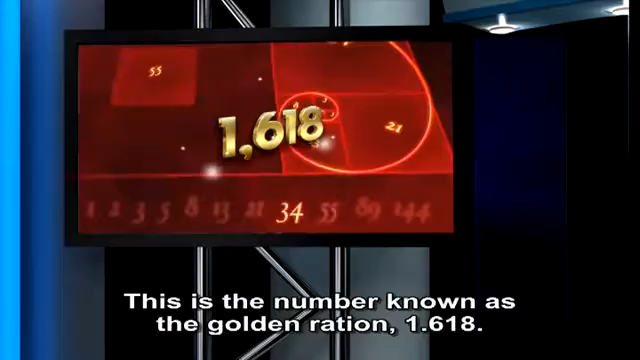 55
1,618
21
1 2 3 5 8 13 21 34 55 89 144
This is the number known as
the golden ration, 1.618.